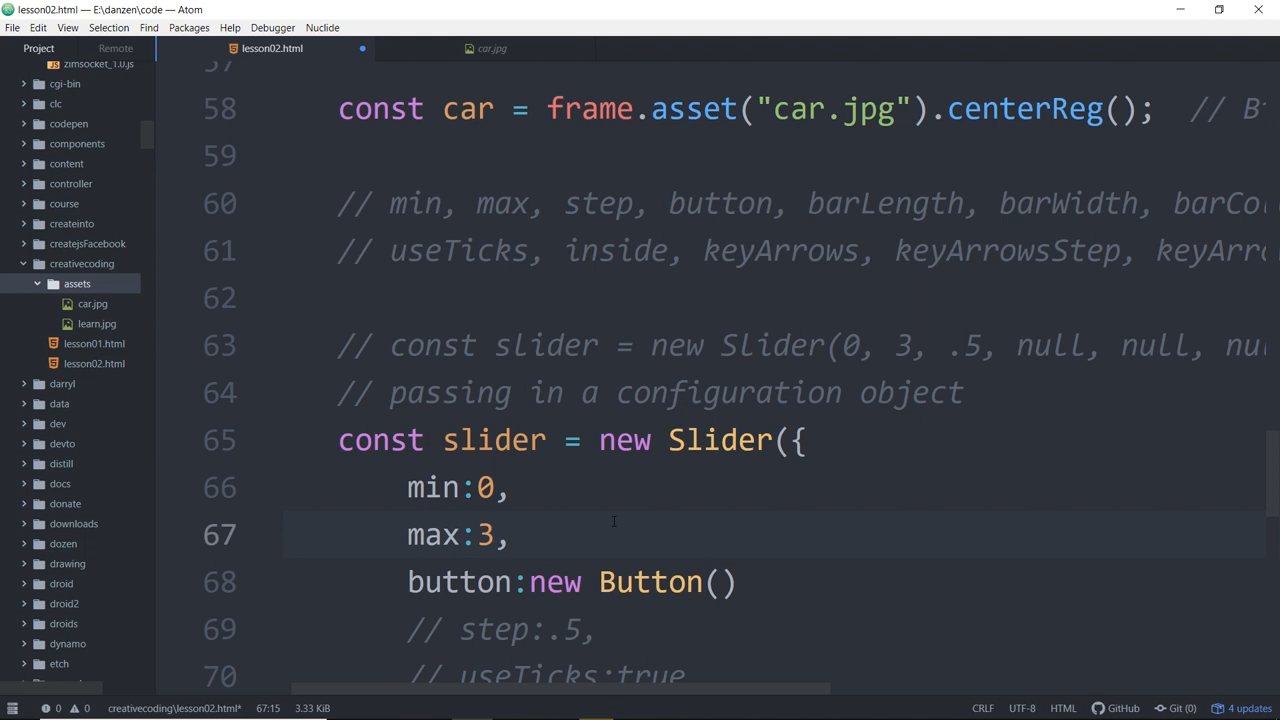 lesson02.html — E:\danzen\code — Atom
File Edit View Selection Find Packages Help Debugger Nuclide
Project Remote
lesson02.html
car.jpg
zimsocket_1.0.js
cgi-bin
clc
codepen
components
content
controller
course
createinto
createjsFacebook
creativecoding
assets
car.jpg
learn.jpg
lesson01.html
lesson02.html
darryl
data
dev
devto
distill
docs
donate
downloads
dozen
drawing
droid
droid2
droids
dynamo
etch
57
58 const car = frame.asset("car.jpg").centerReg(); // B
59
60 // min, max, step, button, barLength, barWidth, barCo
61 // useTicks, inside, keyArrows, keyArrowsStep, keyArr
62
63 // const slider = new Slider(0, 3, .5, null, null, nu
64 // passing in a configuration object
65 const slider = new Slider({
66 min:0,
67 max:3,
68 button:new Button()
69 // step:.5,
70 // useTicks:true
0 0 creativecoding\lesson02.html* 67:15 3.33 KiB CRLF UTF-8 HTML GitHub Git (0) 4 updates